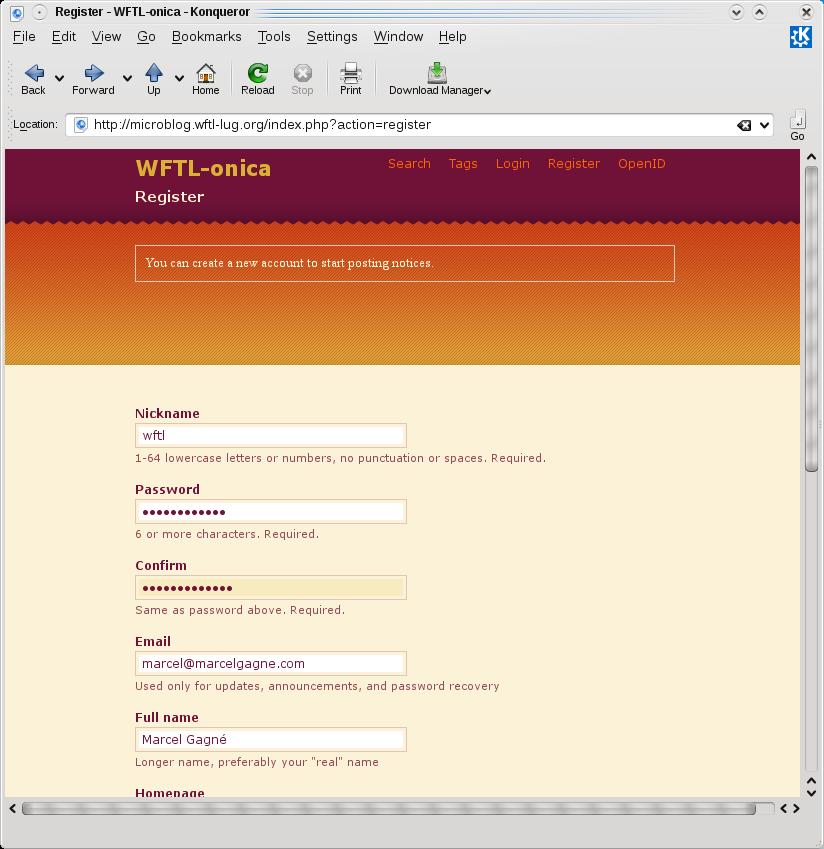 Register - WFTL-onica - Konqueror
File Edit View Go Bookmarks Tools Settings Window Help
Back Forward Up Home Reload Stop Print Download Manager
Location: http://microblog.wftl-lug.org/index.php?action=register Go
WFTL-onica Search Tags Login Register OpenID
Register
You can create a new account to start posting notices.
Nickname
wftl
1-64 lowercase letters or numbers, no punctuation or spaces. Required.
Password
••••••••••••
6 or more characters. Required.
Confirm
•••••••••••••
Same as password above. Required.
Email
marcel@marcelgagne.com
Used only for updates, announcements, and password recovery
Full name
Marcel Gagné
Longer name, preferably your "real" name
Homepage